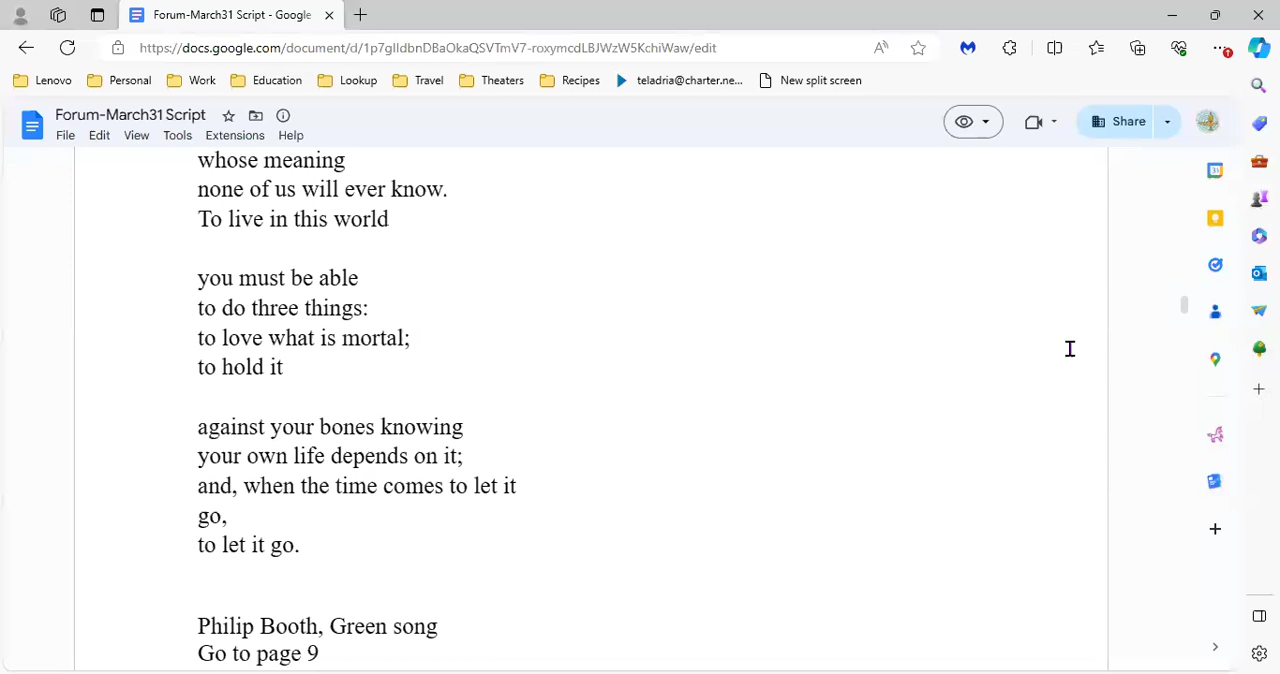 Forum-March31 Script - Google
https://docs.google.com/document/d/1p7glldbnDBaOkaQSVTmV7-roxymcdLBJWzW5KchiWaw/edit
Lenovo Personal Work Education Lookup Travel Theaters Recipes teladria@charter.ne... New split screen
Forum-March31 Script
Share
File Edit View Tools Extensions Help
whose meaning
none of us will ever know.
To live in this world
you must be able
to do three things:
to love what is mortal;
to hold it
against your bones knowing
your own life depends on it;
and, when the time comes to let it
go,
to let it go.
Philip Booth, Green song
Go to page 9